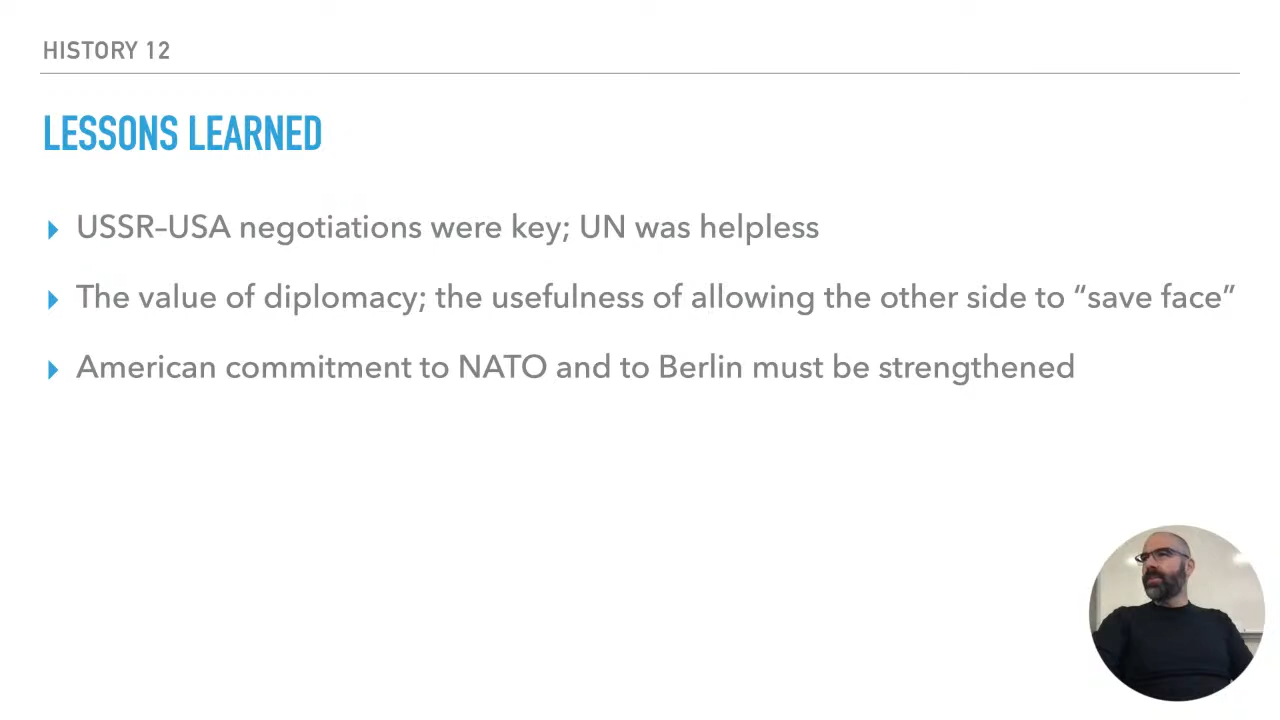 HISTORY 12
LESSONS LEARNED
▸ USSR–USA negotiations were key; UN was helpless
▸ The value of diplomacy; the usefulness of allowing the other side to “save face”
▸ American commitment to NATO and to Berlin must be strengthened